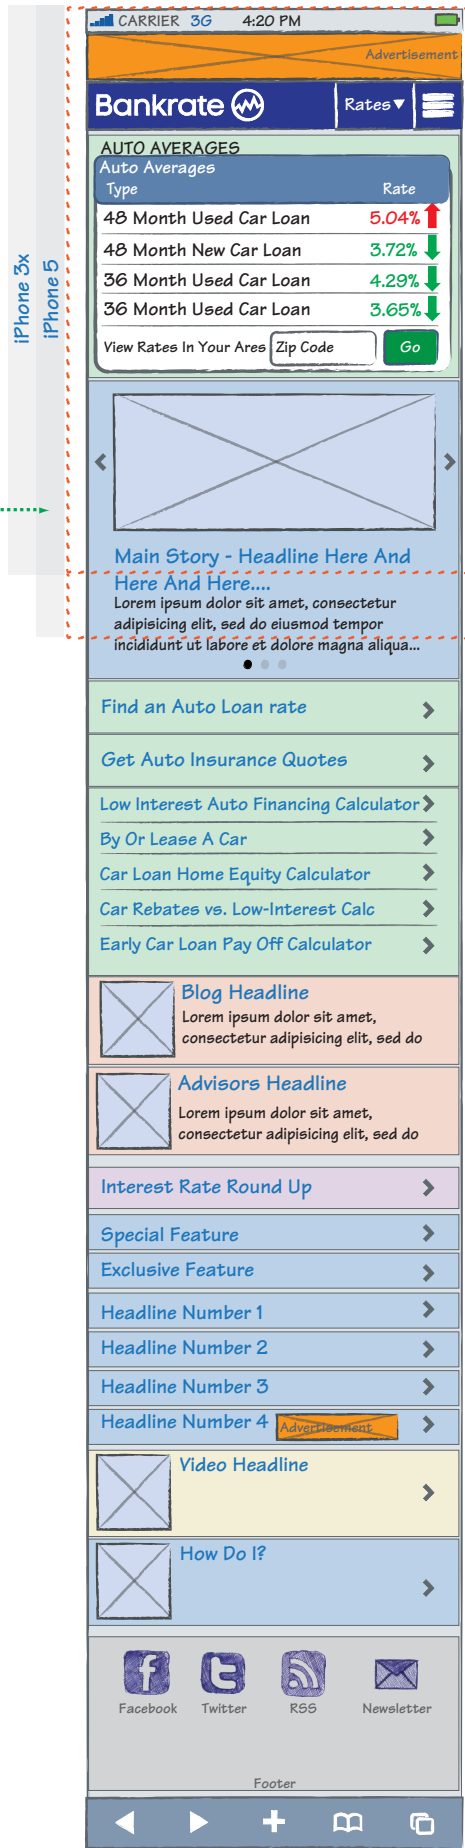 CARRIER 3G 4:20 PM
Advertisement
Bankrate Rates
AUTO AVERAGES
Auto Averages
Type Rate
48 Month Used Car Loan 5.04%
48 Month New Car Loan 3.72%
36 Month Used Car Loan 4.29%
36 Month Used Car Loan 3.65%
View Rates In Your Ares Zip Code Go
iPhone 3x
iPhone 5
Main Story - Headline Here And
Here And Here....
Lorem ipsum dolor sit amet, consectetur
adipisicing elit, sed do eiusmod tempor
incididunt ut labore et dolore magna aliqua...
Find an Auto Loan rate
Get Auto Insurance Quotes
Low Interest Auto Financing Calculator
By Or Lease A Car
Car Loan Home Equity Calculator
Car Rebates vs. Low-Interest Calc
Early Car Loan Pay Off Calculator
Blog Headline
Lorem ipsum dolor sit amet,
consectetur adipisicing elit, sed do
Advisors Headline
Lorem ipsum dolor sit amet,
consectetur adipisicing elit, sed do
Interest Rate Round Up
Special Feature
Exclusive Feature
Headline Number 1
Headline Number 2
Headline Number 3
Headline Number 4 Advertisement
Video Headline
How Do I?
Facebook Twitter RSS Newsletter
Footer